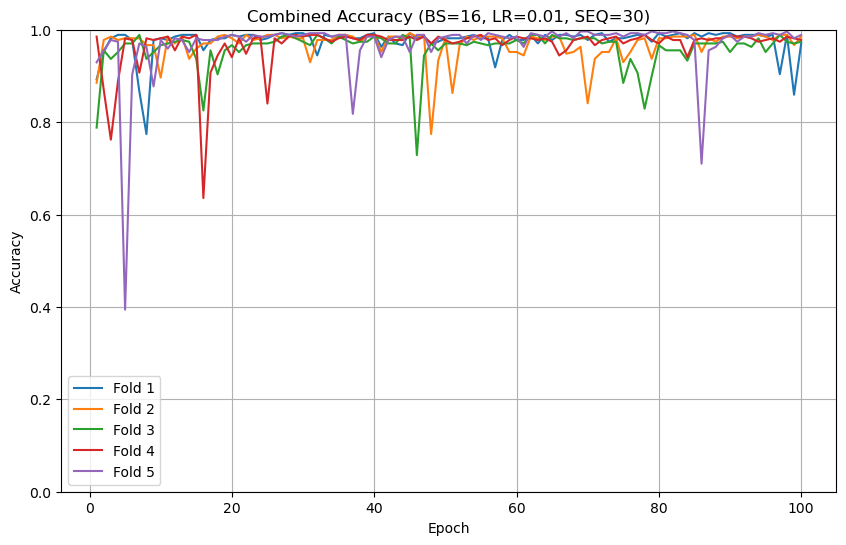 Combined Accuracy (BS=16, LR=0.01, SEQ=30)
1.0
0.8
0.6
0.4
0.2
0.0
Accuracy
Fold 1
Fold 2
Fold 3
Fold 4
Fold 5
0 20 40 60 80 100
Epoch